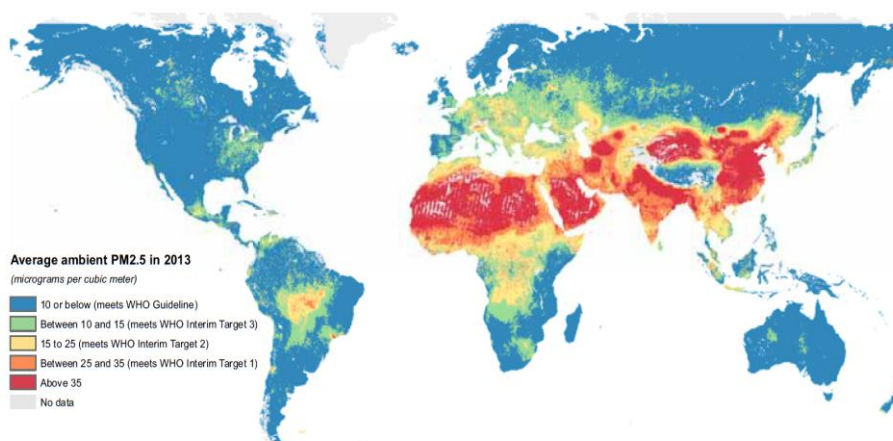 Average ambient PM2.5 in 2013
(micrograms per cubic meter)
10 or below (meets WHO Guideline)
Between 10 and 15 (meets WHO Interim Target 3)
15 to 25 (meets WHO Interim Target 2)
Between 25 and 35 (meets WHO Interim Target 1)
Above 35
No data